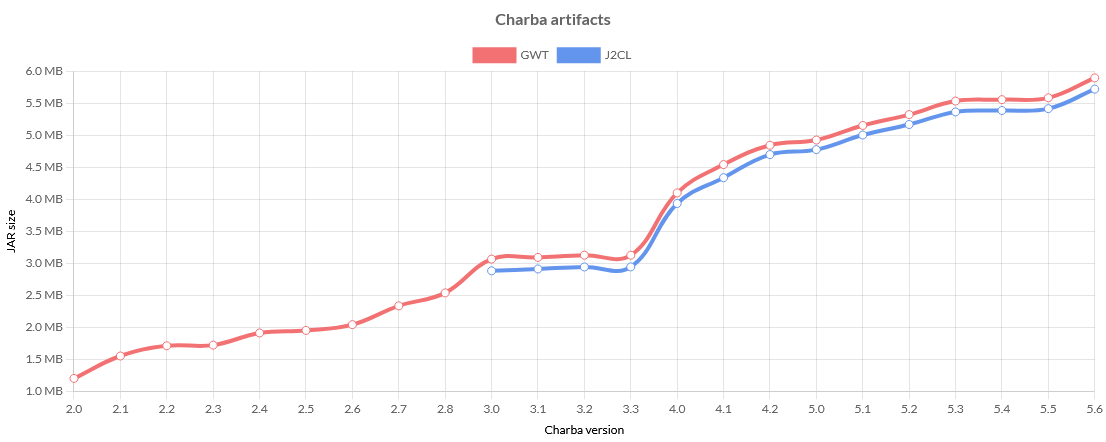 Charba artifacts
GWT J2CL
6.0 MB
5.5 MB
5.0 MB
4.5 MB
4.0 MB
3.5 MB
3.0 MB
2.5 MB
2.0 MB
1.5 MB
1.0 MB
JAR size
2.0 2.1 2.2 2.3 2.4 2.5 2.6 2.7 2.8 3.0 3.1 3.2 3.3 4.0 4.1 4.2 5.0 5.1 5.2 5.3 5.4 5.5 5.6
Charba version